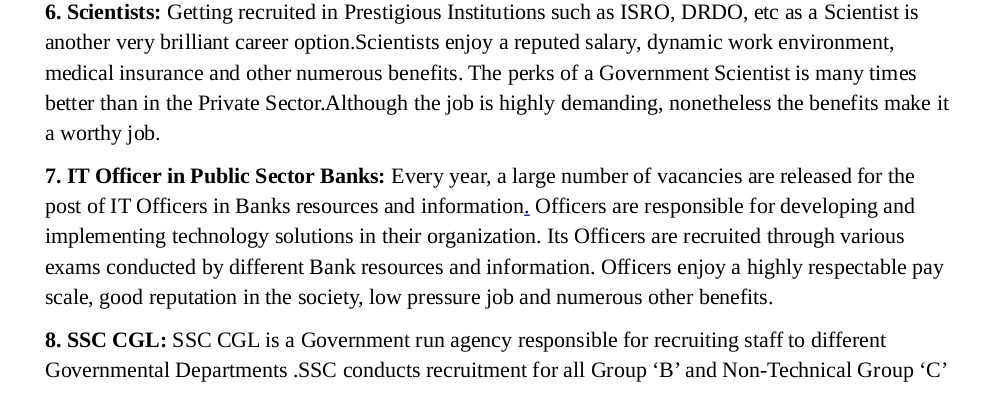 6. Scientists: Getting recruited in Prestigious Institutions such as ISRO, DRDO, etc as a Scientist is
another very brilliant career option.Scientists enjoy a reputed salary, dynamic work environment,
medical insurance and other numerous benefits. The perks of a Government Scientist is many times
better than in the Private Sector.Although the job is highly demanding, nonetheless the benefits make it
a worthy job.
7. IT Officer in Public Sector Banks: Every year, a large number of vacancies are released for the
post of IT Officers in Banks resources and information. Officers are responsible for developing and
implementing technology solutions in their organization. Its Officers are recruited through various
exams conducted by different Bank resources and information. Officers enjoy a highly respectable pay
scale, good reputation in the society, low pressure job and numerous other benefits.
8. SSC CGL: SSC CGL is a Government run agency responsible for recruiting staff to different
Governmental Departments .SSC conducts recruitment for all Group ‘B’ and Non-Technical Group ‘C’